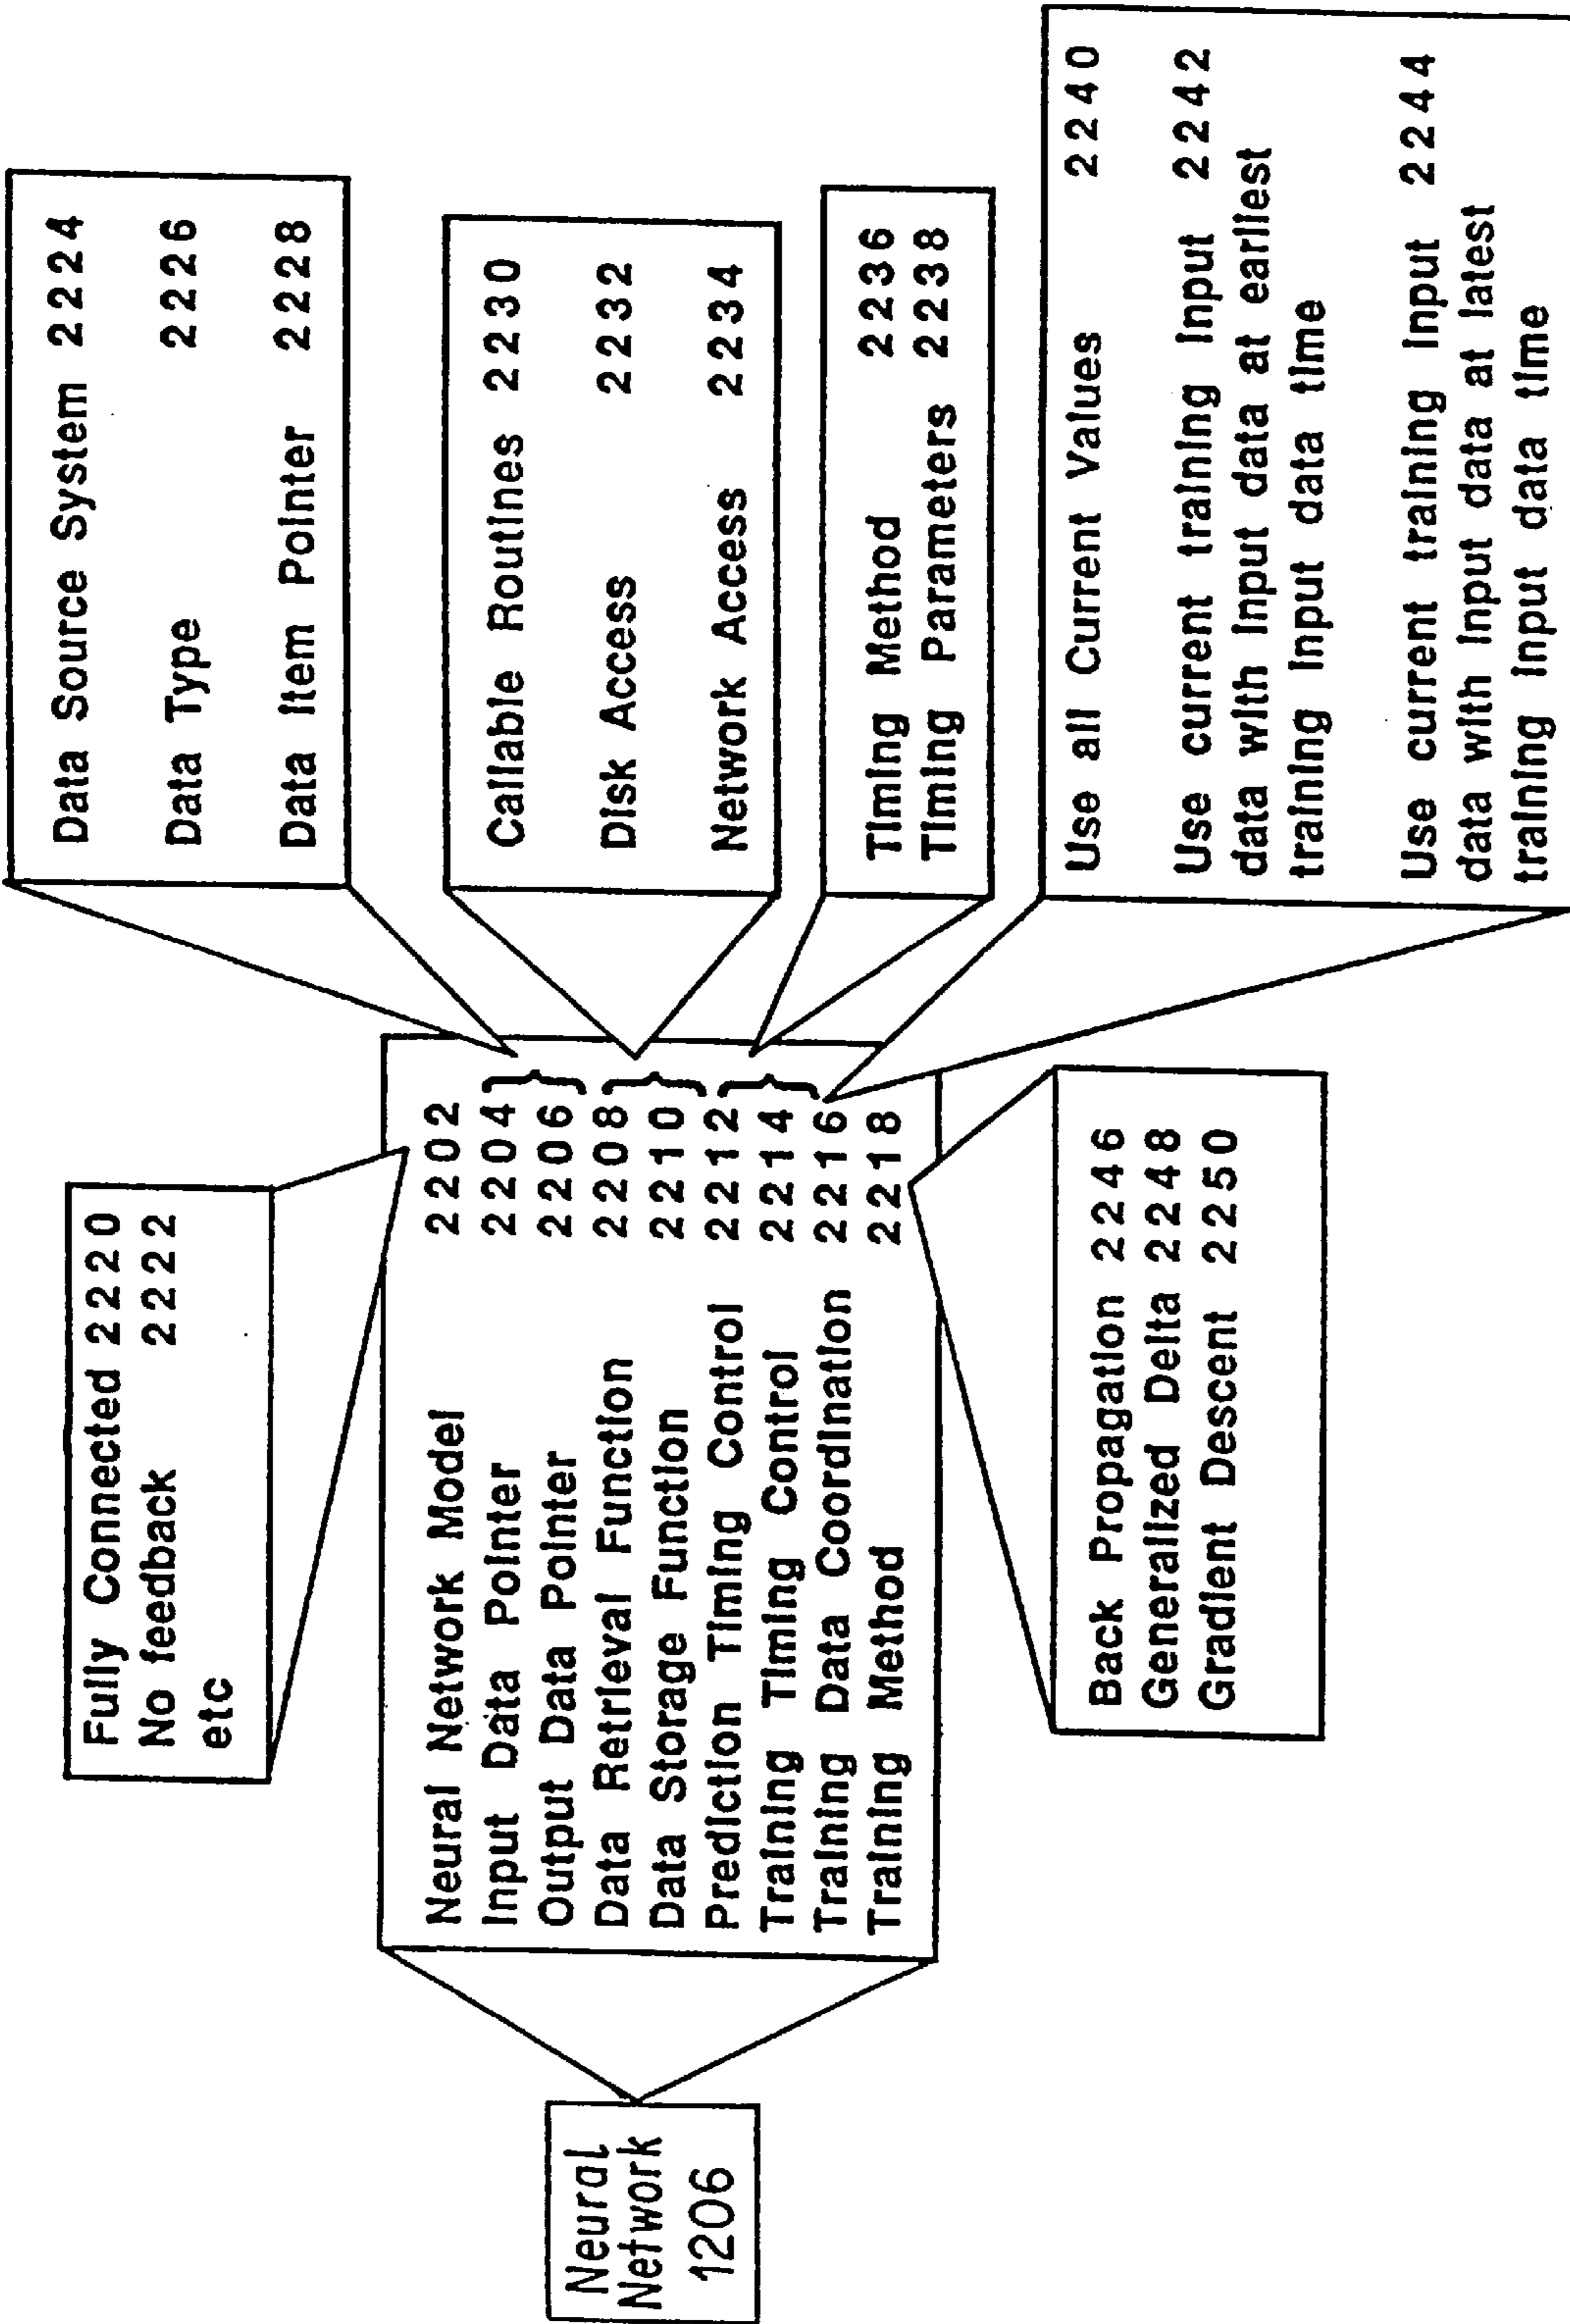 Neural
Network
1206
Neural Network Model 2202
Input Data Pointer 2204
Output Data Pointer 2206
Data Retrieval Function 2208
Data Storage Function 2210
Prediction Timing Control 2212
Training Timing Control 2214
Training Data Coordination 2216
Training Method 2218
Fully Connected 2220
No feedback 2222
etc
Data Source System 2224
Data Type 2226
Data Item Pointer 2228
Callable Routines 2230
Disk Access 2232
Network Access 2234
Timing Method 2236
Timing Parameters 2238
Use all Current Values 2240
Use current training input 2242
data with input data at earliest
training input data time
Use current training input 2244
data with input data at latest
training input data time
Back Propagation 2246
Generalized Delta 2248
Gradient Descent 2250